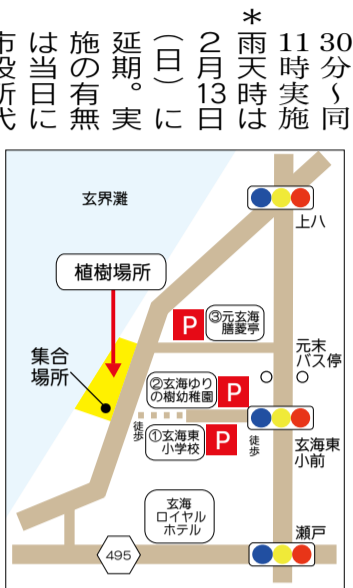 30分～同
11時実施
＊雨天時は
2月13日
（日）に
延期。実
施の有無
は当日に
市役所代
玄界灘
上八
植樹場所
P
③元玄海
膳菱亭
元末
バス停
集合
場所
②玄海ゆり
の樹幼稚園
P
徒歩
①玄海東
小学校
P
徒歩
玄海東
小前
玄海
ロイヤル
ホテル
瀬戸
495